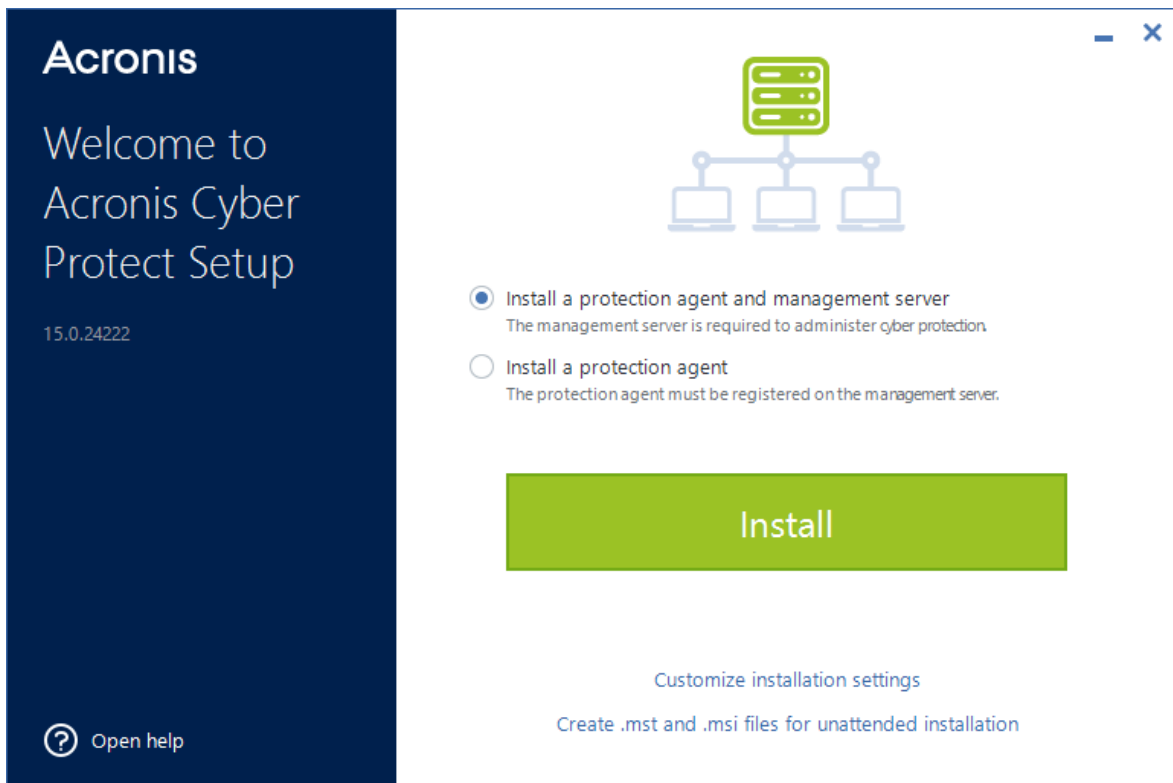 Acronis
Welcome to
Acronis Cyber
Protect Setup
15.0.24222
Open help
Install a protection agent and management server
The management server is required to administer cyber protection.
Install a protection agent
The protection agent must be registered on the management server.
Install
Customize installation settings
Create .mst and .msi files for unattended installation